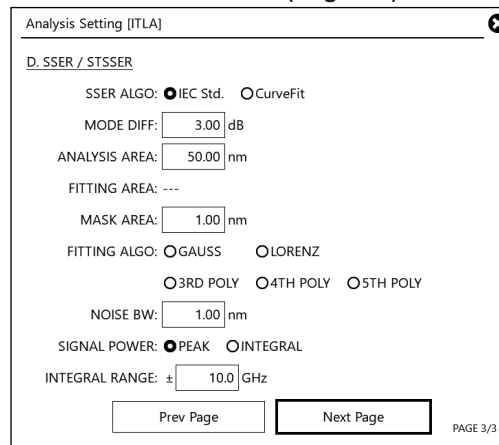 Analysis Setting [ITLA]
D. SSER / STSSER
SSER ALGO: IEC Std. CurveFit
MODE DIFF: 3.00 dB
ANALYSIS AREA: 50.00 nm
FITTING AREA: ---
MASK AREA: 1.00 nm
FITTING ALGO: GAUSS LORENZ
3RD POLY 4TH POLY 5TH POLY
NOISE BW: 1.00 nm
SIGNAL POWER: PEAK INTEGRAL
INTEGRAL RANGE: ± 10.0 GHz
Prev Page Next Page PAGE 3/3